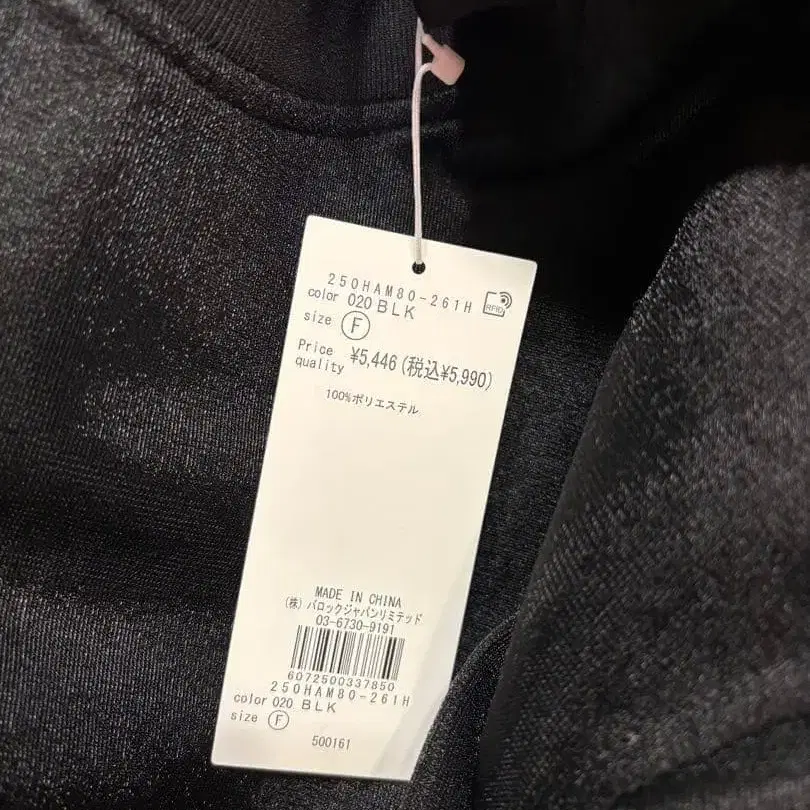 250HAM80-261H
RFID
color 020 BLK
size F
Price ¥5,446(税込¥5,990)
quality
100%ポリエステル
MADE IN CHINA
(株) バロックジャパンリミテッド
03-6730-9191
6072500337850
250HAM80-261H
color 020 BLK
size F
500161